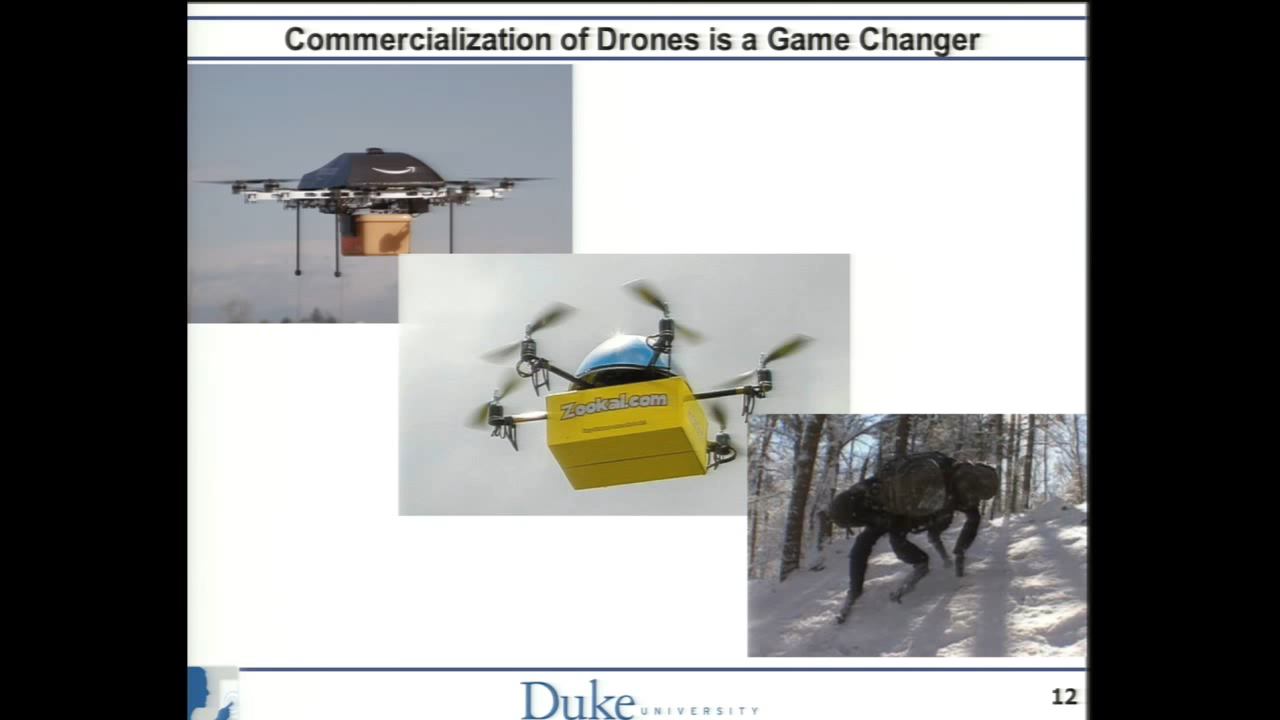 Commercialization of Drones is a Game Changer
Zookal.com
Duke UNIVERSITY
12